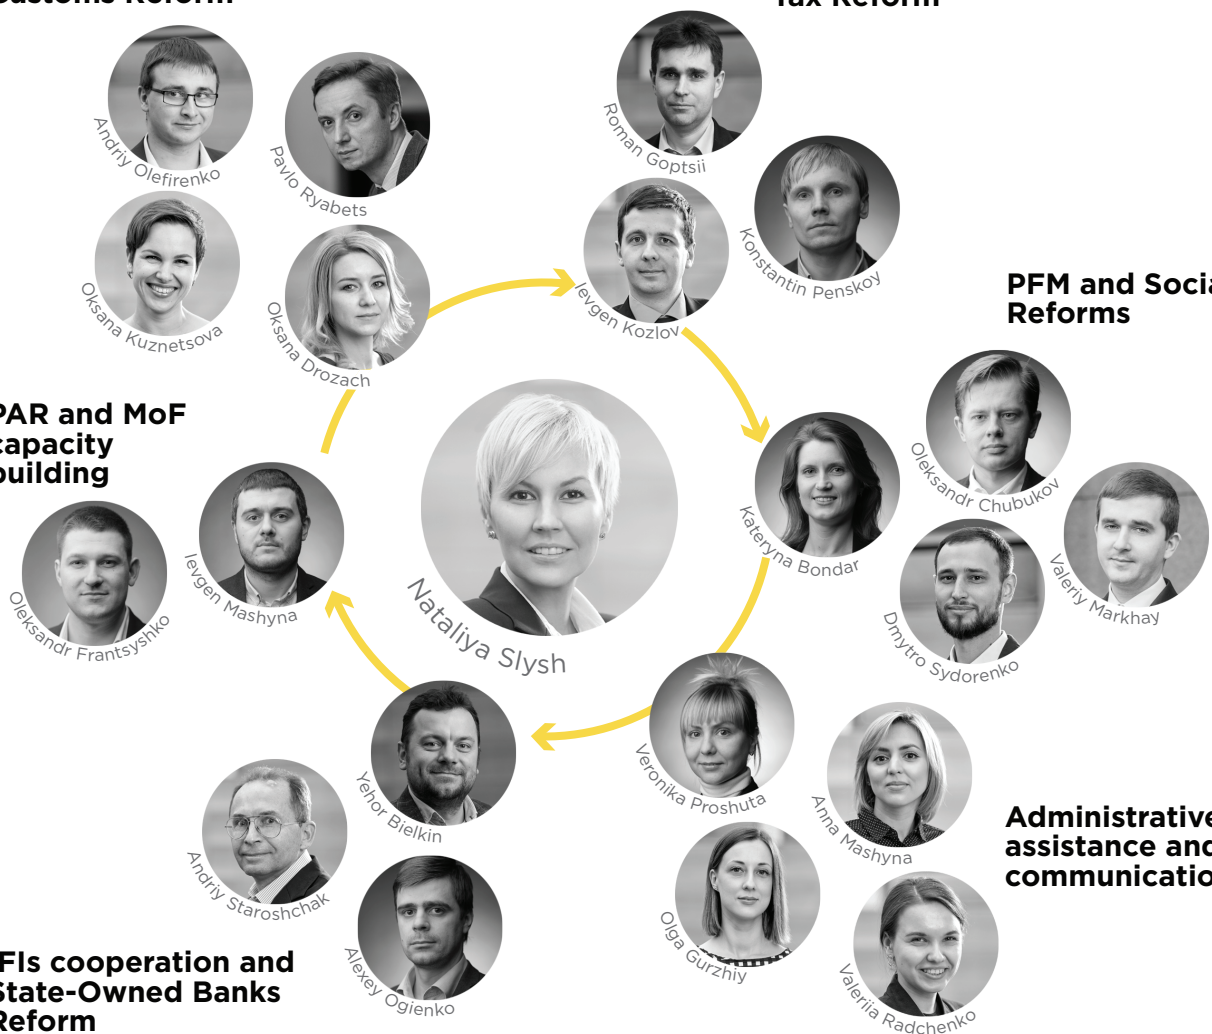 Customs Reform
Tax Reform
Andriy Olefirenko
Pavlo Ryabets
Oksana Kuznetsova
Oksana Drozach
Roman Goptsii
Konstantin Penskoy
Ievgen Kozlov
PFM and Socia
Reforms
Oleksandr Chubukov
Valeriy Markhay
Kateryna Bondar
Dmytro Sydorenko
PAR and MoF
capacity
building
Oleksandr Frantsyshko
Ievgen Mashyna
Nataliya Slysh
Veronika Proshuta
Anna Mashyna
Olga Gurzhiy
Valeriia Radchenko
Administrative
assistance and
communicatio
Yehor Bielkin
Andriy Staroshchak
Alexey Ogienko
IFIs cooperation and
State-Owned Banks
Reform